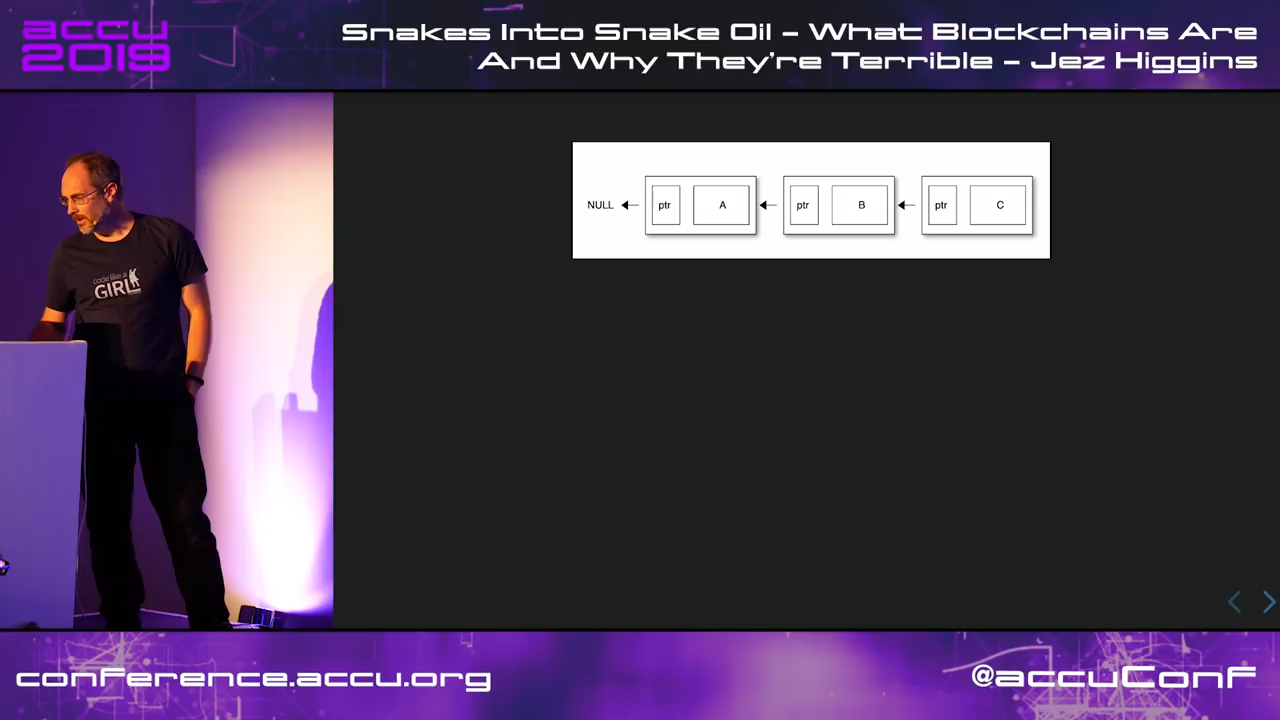 accu
2019
Snakes Into Snake Oil – What Blockchains Are
And Why They're Terrible – Jez Higgins
code like a
GIRL
NULL ptr A ptr B ptr C
conference.accu.org
@accuConf